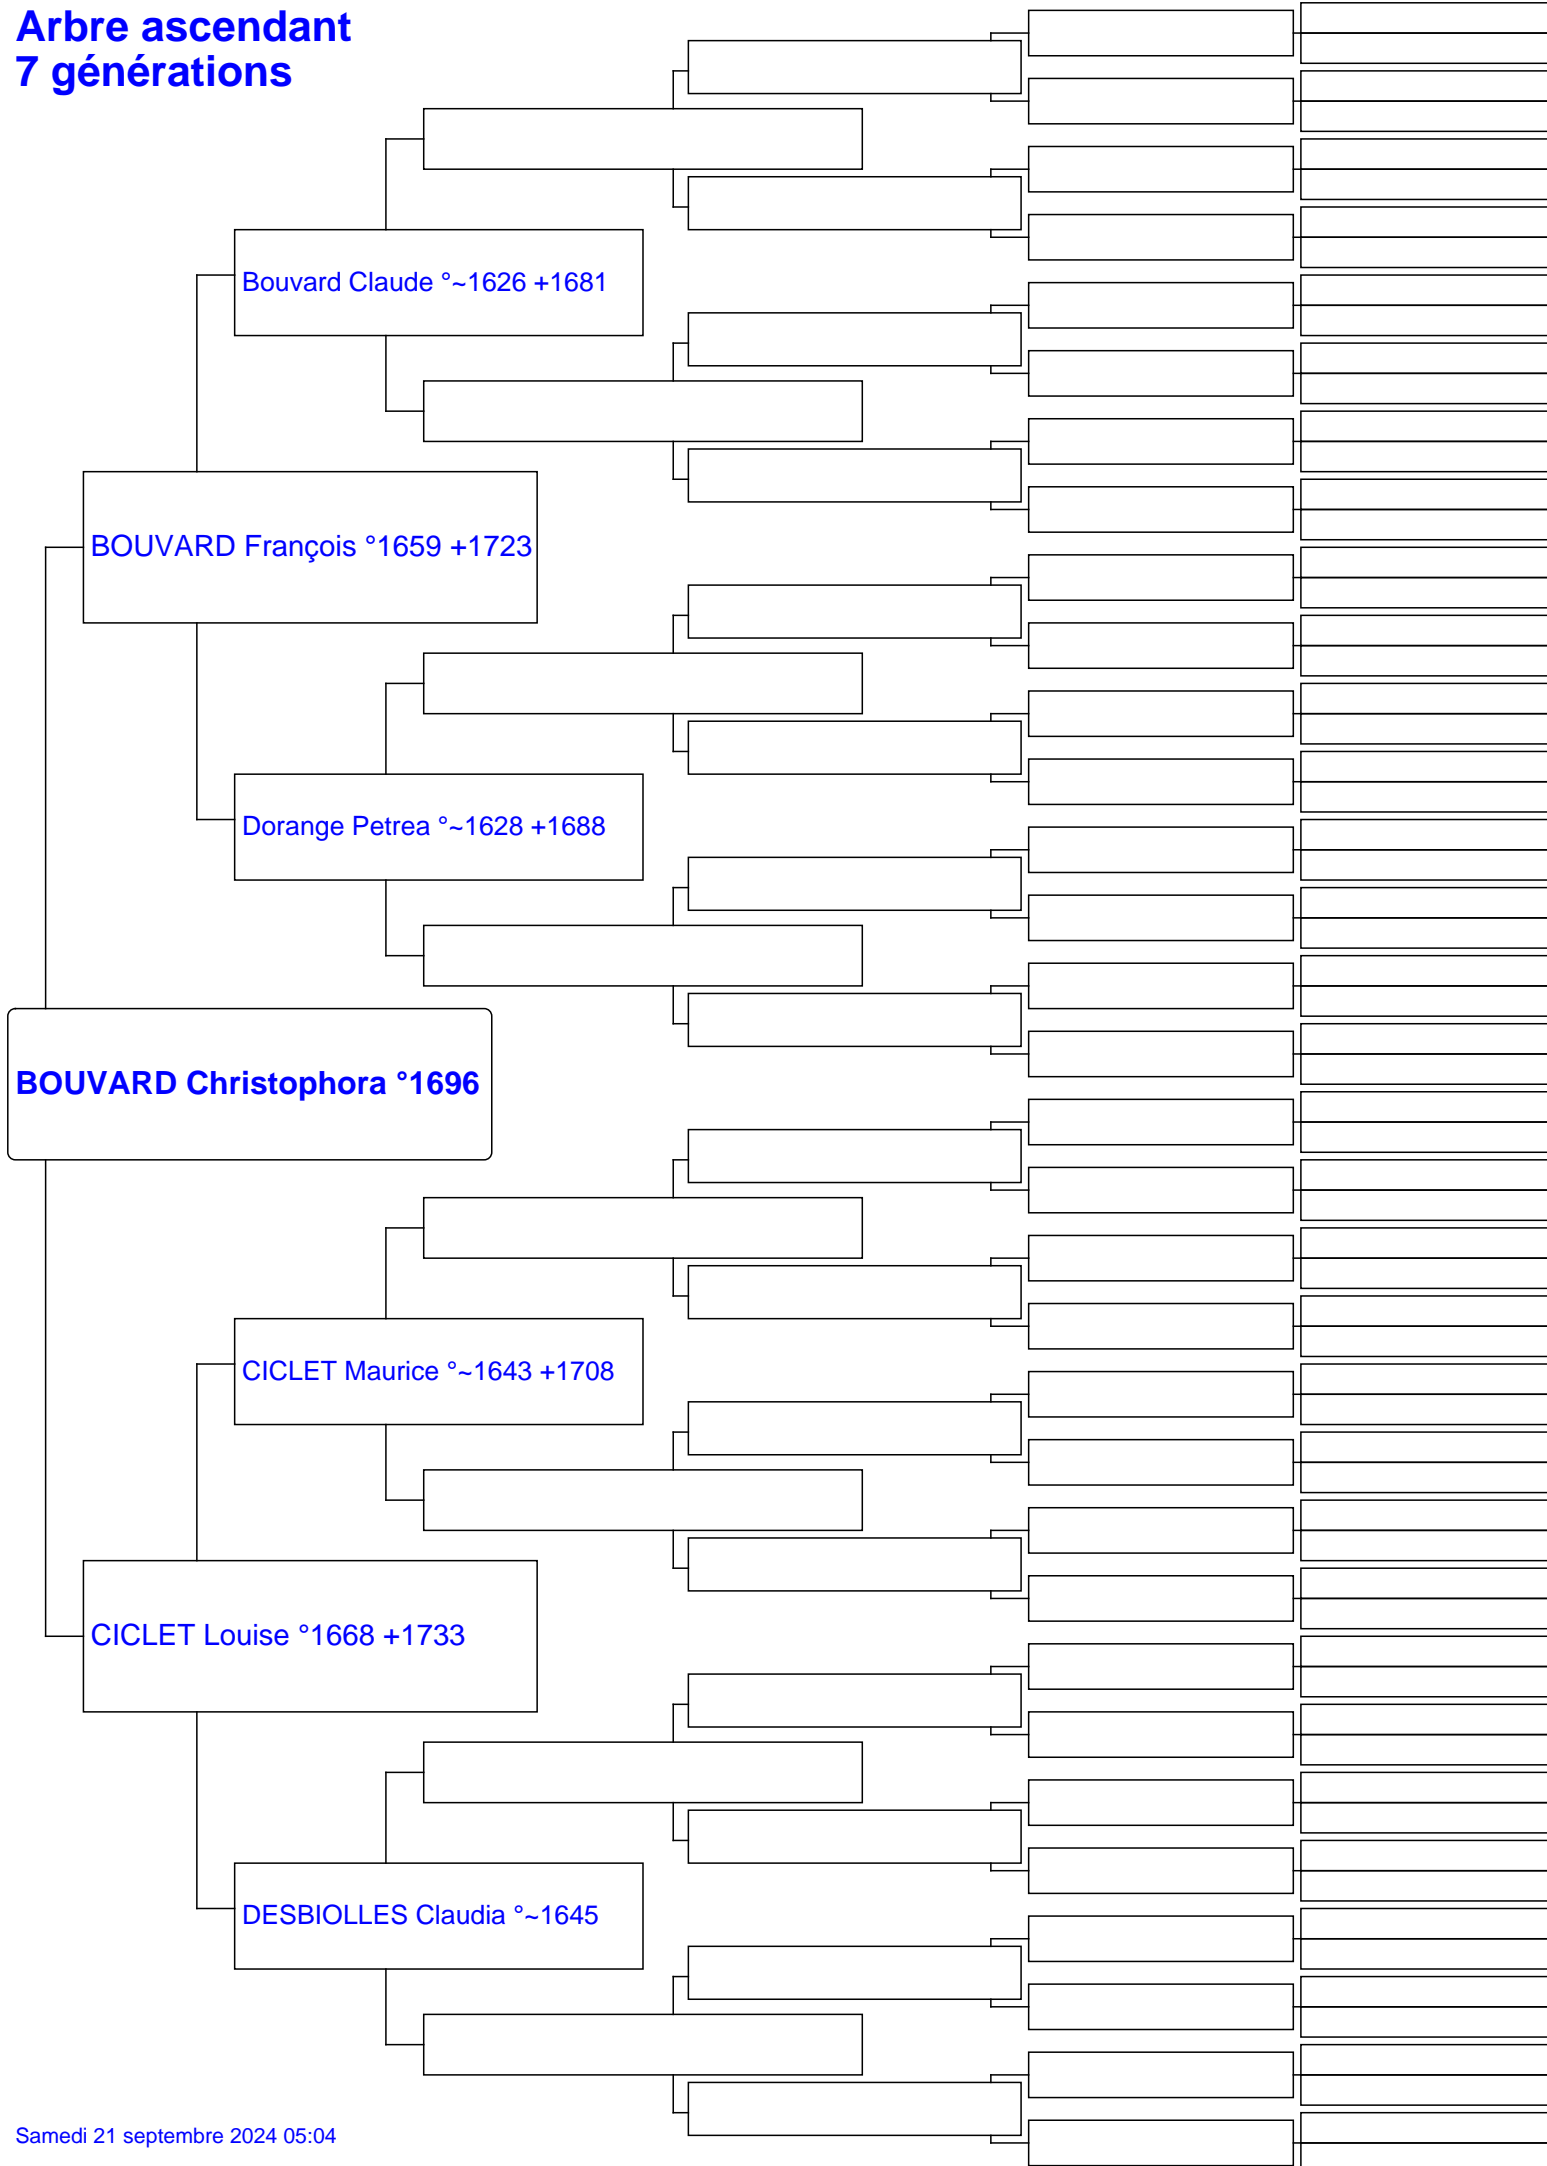 Arbre ascendant
7 générations
Bouvard Claude °~1626 +1681
BOUVARD François °1659 +1723
Dorange Petrea °~1628 +1688
BOUVARD Christophora °1696
CICLET Maurice °~1643 +1708
CICLET Louise °1668 +1733
DESBIOLLES Claudia °~1645
Samedi 21 septembre 2024 05:04